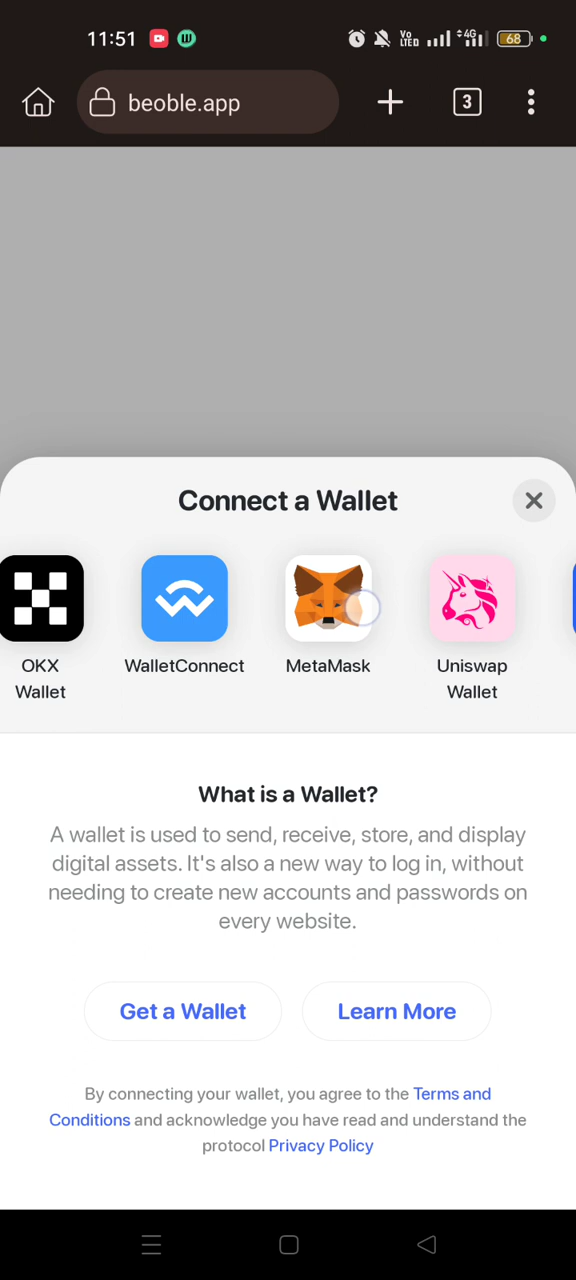 11:51
Vo
LTED
4G
68
beoble.app
3
Connect a Wallet
OKX
Wallet
WalletConnect
MetaMask
Uniswap
Wallet
What is a Wallet?
A wallet is used to send, receive, store, and display
digital assets. It's also a new way to log in, without
needing to create new accounts and passwords on
every website.
Get a Wallet
Learn More
By connecting your wallet, you agree to the Terms and
Conditions and acknowledge you have read and understand the
protocol Privacy Policy